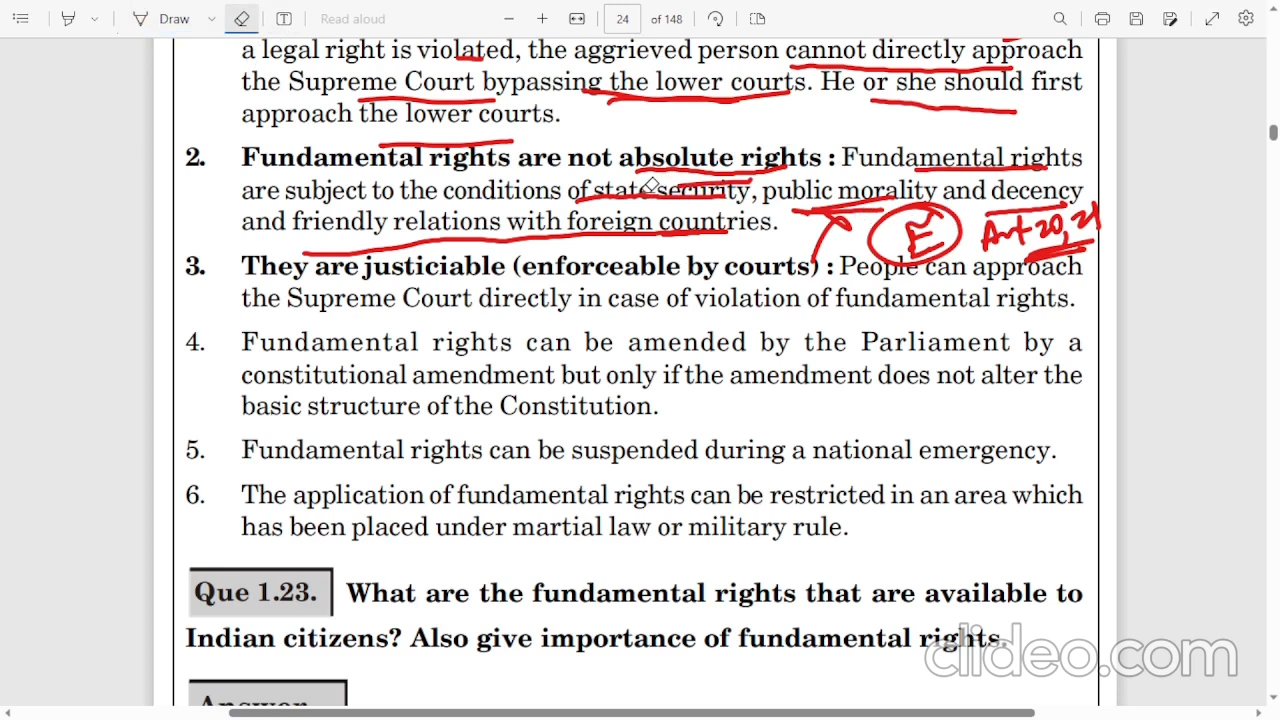 Draw
Read aloud
24 of 148
a legal right is violated, the aggrieved person cannot directly approach
the Supreme Court bypassing the lower courts. He or she should first
approach the lower courts.
2. Fundamental rights are not absolute rights : Fundamental rights
are subject to the conditions of state security, public morality and decency
and friendly relations with foreign countries.
E Art 20, 21
3. They are justiciable (enforceable by courts) : People can approach
the Supreme Court directly in case of violation of fundamental rights.
4. Fundamental rights can be amended by the Parliament by a
constitutional amendment but only if the amendment does not alter the
basic structure of the Constitution.
5. Fundamental rights can be suspended during a national emergency.
6. The application of fundamental rights can be restricted in an area which
has been placed under martial law or military rule.
Que 1.23. What are the fundamental rights that are available to
Indian citizens? Also give importance of fundamental rights.
clideo.com
Answer